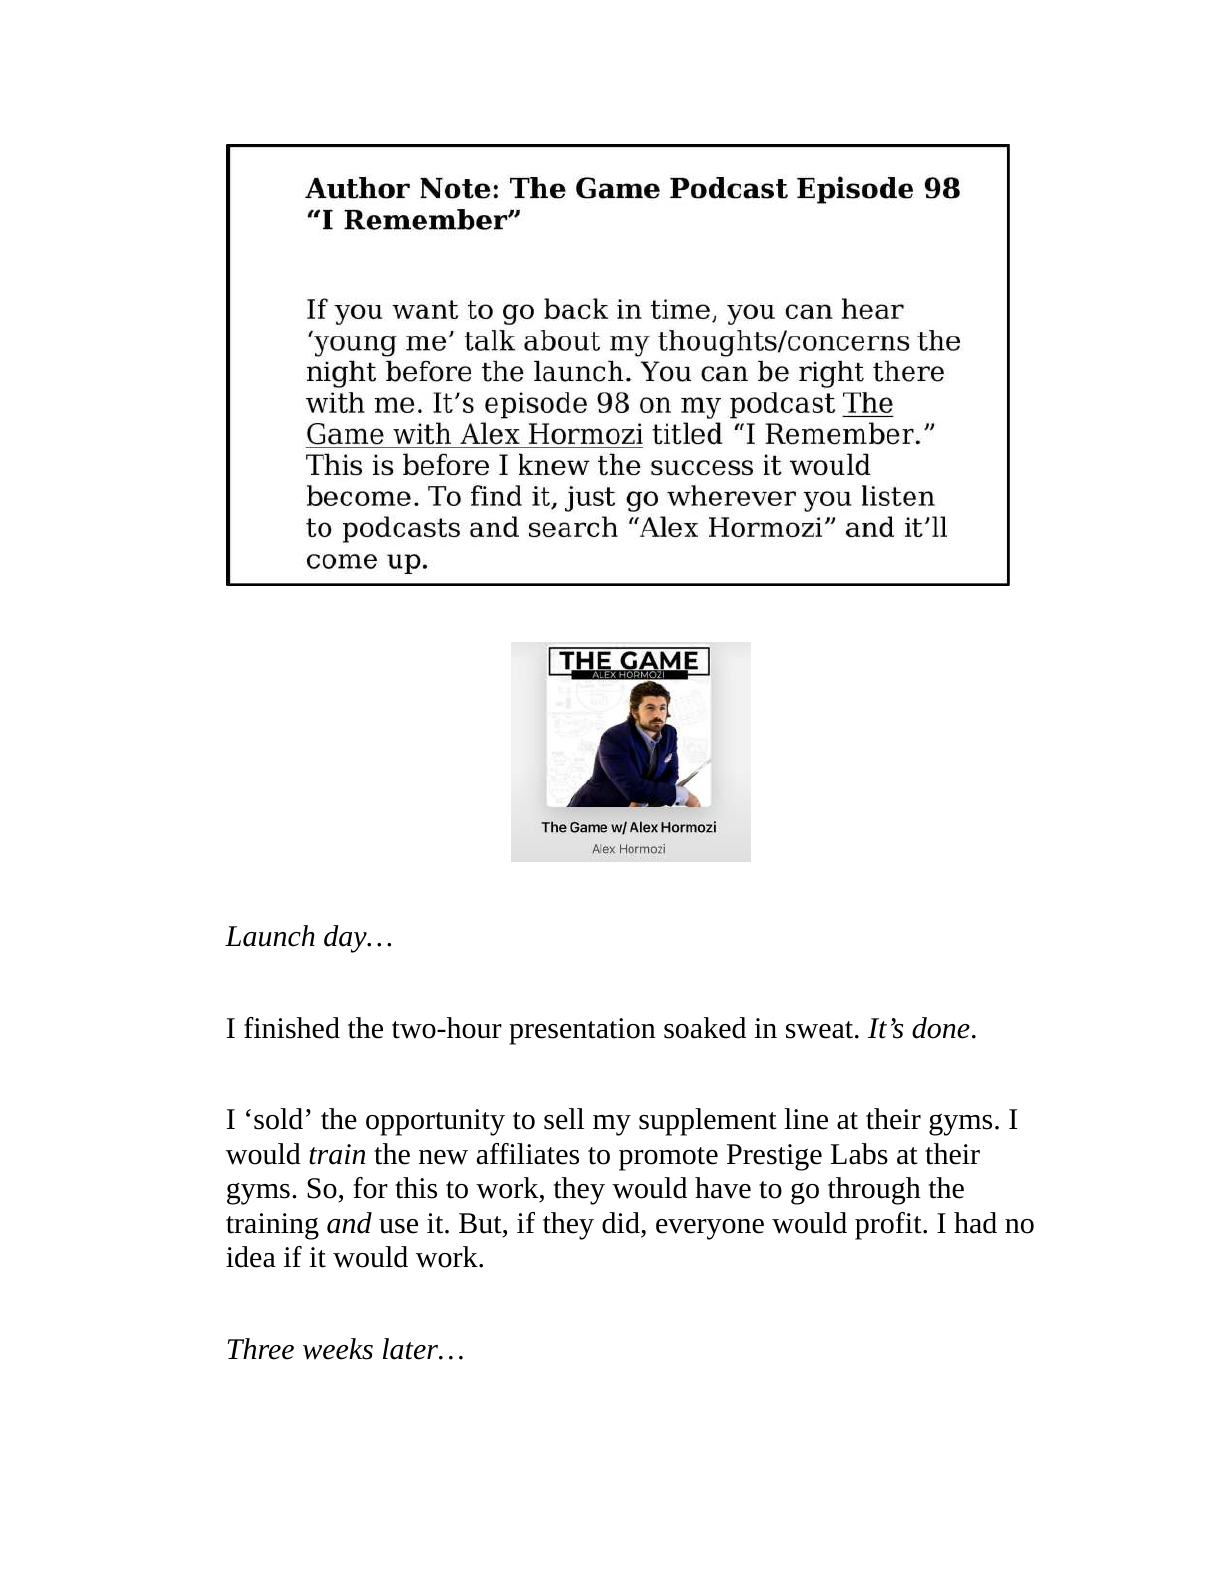 Author Note: The Game Podcast Episode 98
“I Remember”
If you want to go back in time, you can hear
‘young me’ talk about my thoughts/concerns the
night before the launch. You can be right there
with me. It’s episode 98 on my podcast The
Game with Alex Hormozi titled “I Remember.”
This is before I knew the success it would
become. To find it, just go wherever you listen
to podcasts and search “Alex Hormozi” and it’ll
come up.
THE GAME
ALEX HORMOZI
The Game w/ Alex Hormozi
Alex Hormozi
Launch day…
I finished the two-hour presentation soaked in sweat. It’s done.
I ‘sold’ the opportunity to sell my supplement line at their gyms. I
would train the new affiliates to promote Prestige Labs at their
gyms. So, for this to work, they would have to go through the
training and use it. But, if they did, everyone would profit. I had no
idea if it would work.
Three weeks later…